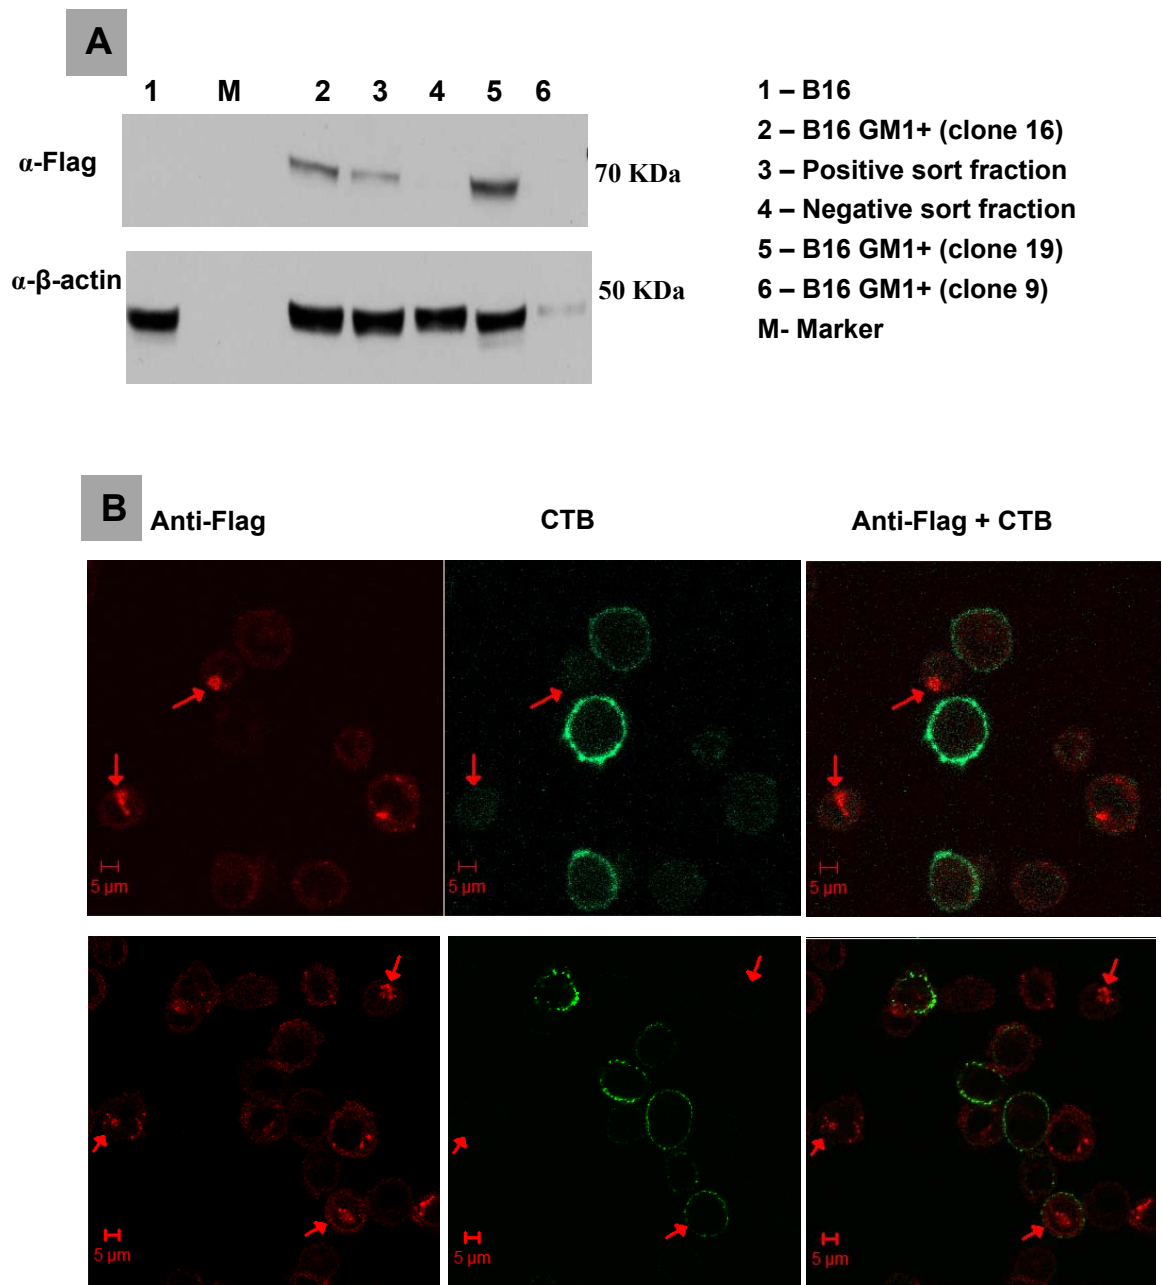 A
1 M 2 3 4 5 6
α-Flag
70 KDa
α-β-actin
50 KDa
1 – B16
2 – B16 GM1+ (clone 16)
3 – Positive sort fraction
4 – Negative sort fraction
5 – B16 GM1+ (clone 19)
6 – B16 GM1+ (clone 9)
M- Marker
B
Anti-Flag CTB Anti-Flag + CTB
5 µm 5 µm 5 µm
5 µm 5 µm 5 µm